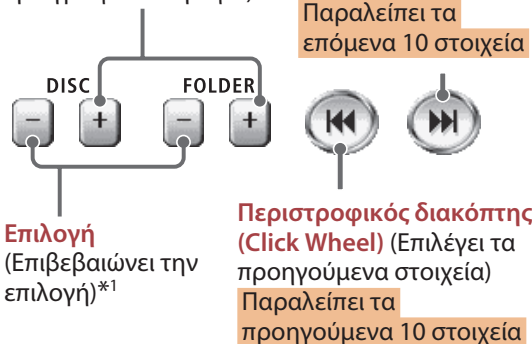 Παραλείπει τα
επόμενα 10 στοιχεία
DISC
FOLDER
− + − +
Επιλογή
(Επιβεβαιώνει την
επιλογή)*1
Περιστροφικός διακόπτης
(Click Wheel) (Επιλέγει τα
προηγούμενα στοιχεία)
Παραλείπει τα
προηγούμενα 10 στοιχεία